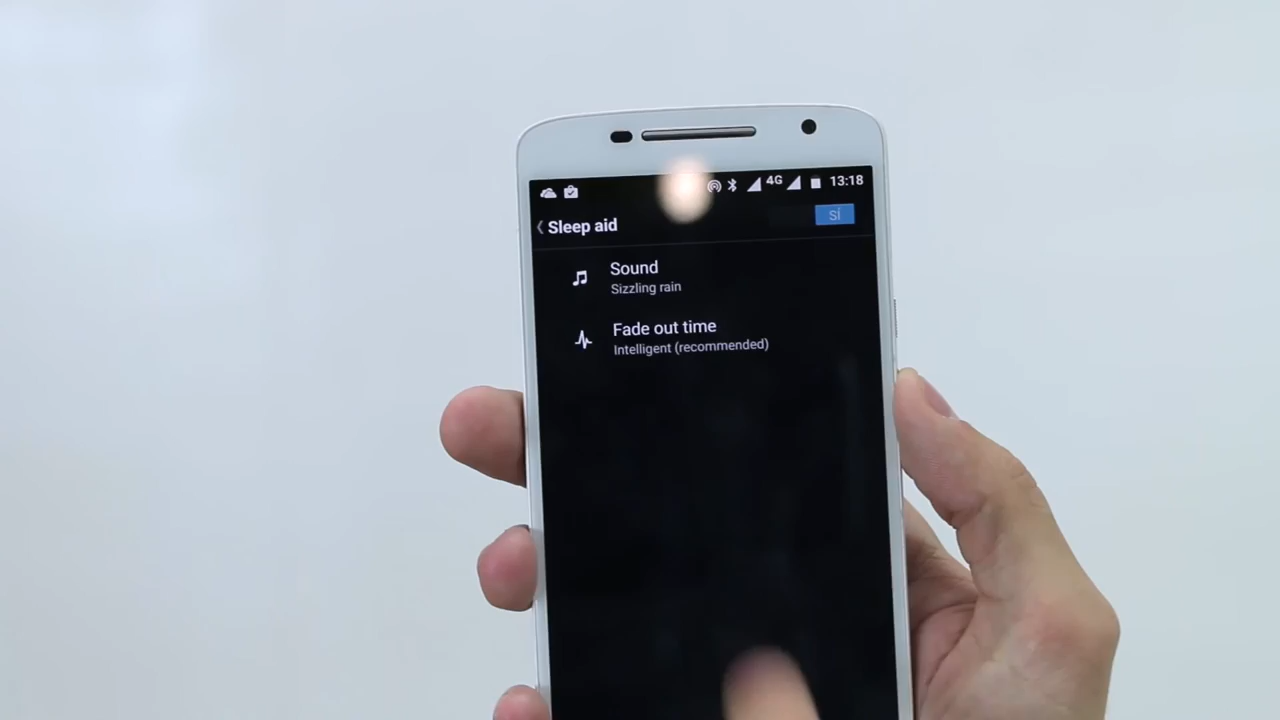 4G 13:18
Sleep aid SÍ
Sound
Sizzling rain
Fade out time
Intelligent (recommended)